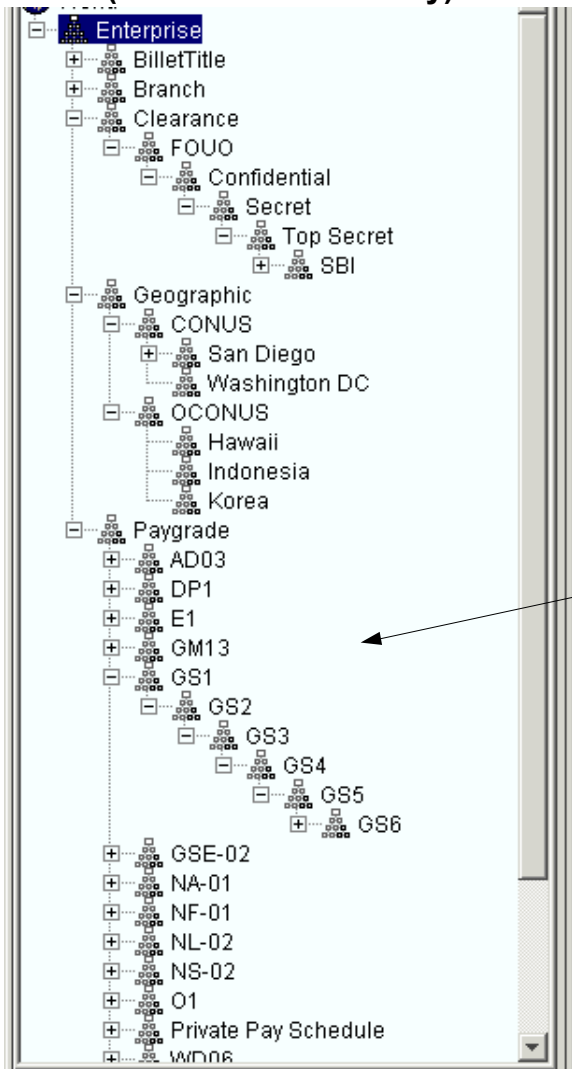 Enterprise
BilletTitle
Branch
Clearance
FOUO
Confidential
Secret
Top Secret
SBI
Geographic
CONUS
San Diego
Washington DC
OCONUS
Hawaii
Indonesia
Korea
Paygrade
AD03
DP1
E1
GM13
GS1
GS2
GS3
GS4
GS5
GS6
GSE-02
NA-01
NF-01
NL-02
NS-02
O1
Private Pay Schedule
WD06